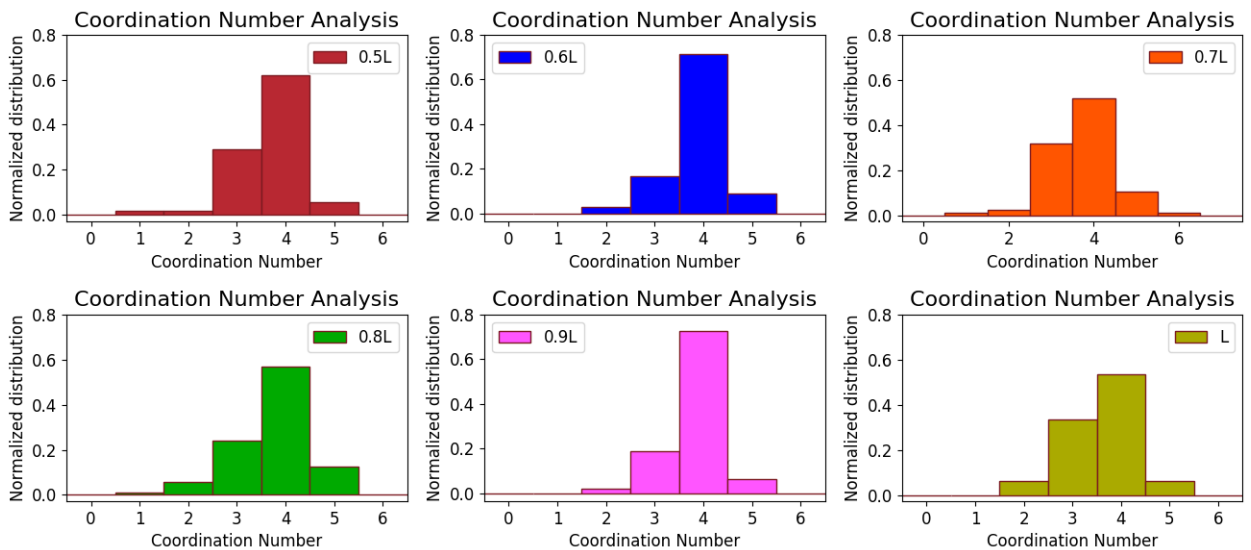 Coordination Number Analysis
Normalized distribution
0.8
0.6
0.4
0.2
0.0
0.5L
0 1 2 3 4 5 6
Coordination Number
Coordination Number Analysis
Normalized distribution
0.8
0.6
0.4
0.2
0.0
0.6L
0 1 2 3 4 5 6
Coordination Number
Coordination Number Analysis
Normalized distribution
0.8
0.6
0.4
0.2
0.0
0.7L
0 2 4 6
Coordination Number
Coordination Number Analysis
Normalized distribution
0.8
0.6
0.4
0.2
0.0
0.8L
0 1 2 3 4 5 6
Coordination Number
Coordination Number Analysis
Normalized distribution
0.8
0.6
0.4
0.2
0.0
0.9L
0 1 2 3 4 5 6
Coordination Number
Coordination Number Analysis
Normalized distribution
0.8
0.6
0.4
0.2
0.0
L
0 1 2 3 4 5 6
Coordination Number